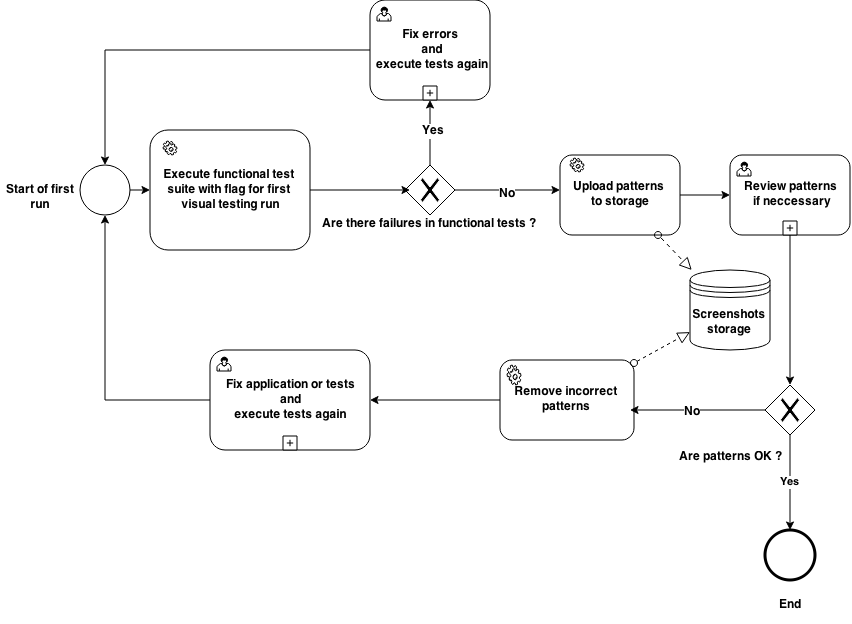 Fix errors
and
execute tests again
Yes
Start of first
run
Execute functional test
suite with flag for first
visual testing run
No
Are there failures in functional tests ?
Upload patterns
to storage
Review patterns
if neccessary
Screenshots
storage
Fix application or tests
and
execute tests again
Remove incorrect
patterns
No
Are patterns OK ?
Yes
End